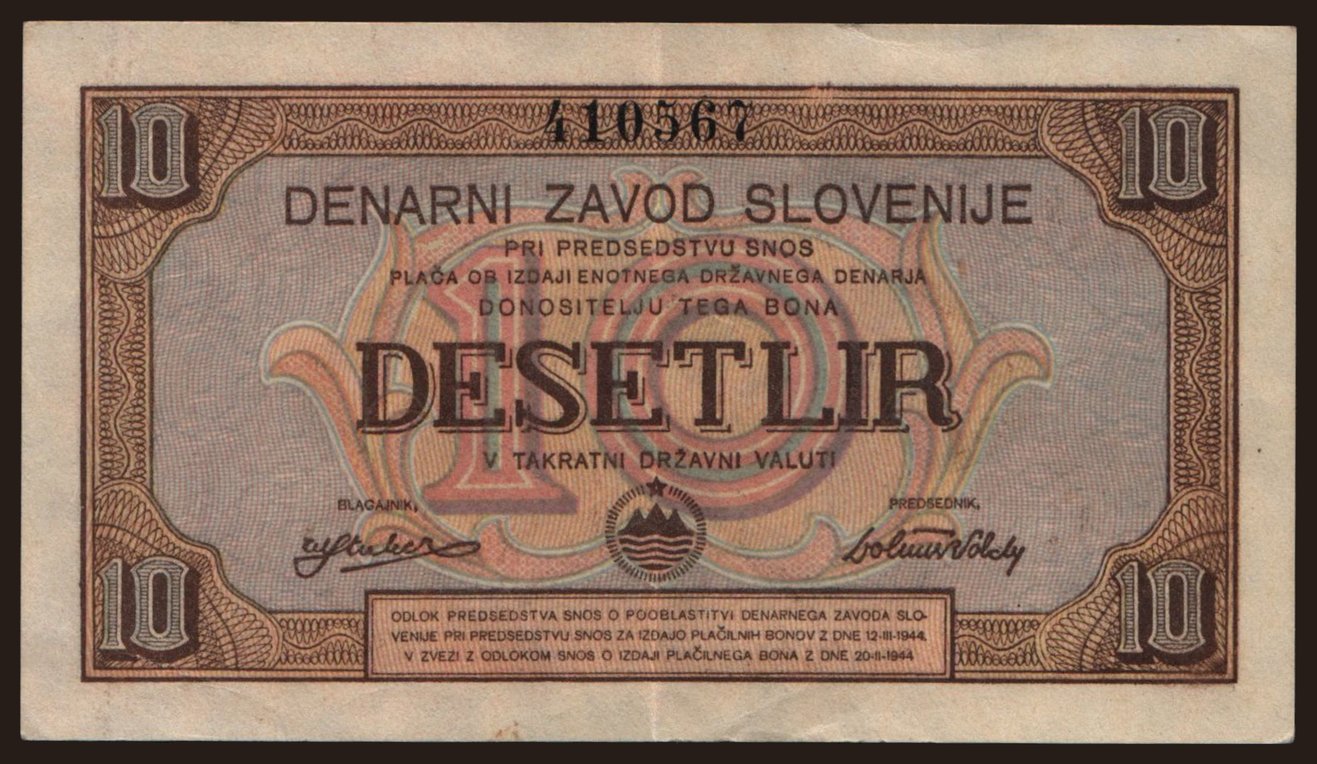 410567
10 10
DENARNI ZAVOD SLOVENIJE
PRI PREDSEDSTVU SNOS
PLAČA OB IZDAJI ENOTNEGA DRŽAVNEGA DENARJA
DONOSITELJU TEGA BONA
10
DESET LIR
V TAKRATNI DRŽAVNI VALUTI
BLAGAJNIK, PREDSEDNIK,
10 10
ODLOK PREDSEDSTVA SNOS O POOBLASTITVI DENARNEGA ZAVODA SLO-
VENIJE PRI PREDSEDSTVU SNOS ZA IZDAJO PLAČILNIH BONOV Z DNE 12-III-1944,
V ZVEZI Z ODLOKOM SNOS O IZDAJI PLAČILNEGA BONA Z DNE 20-II-1944